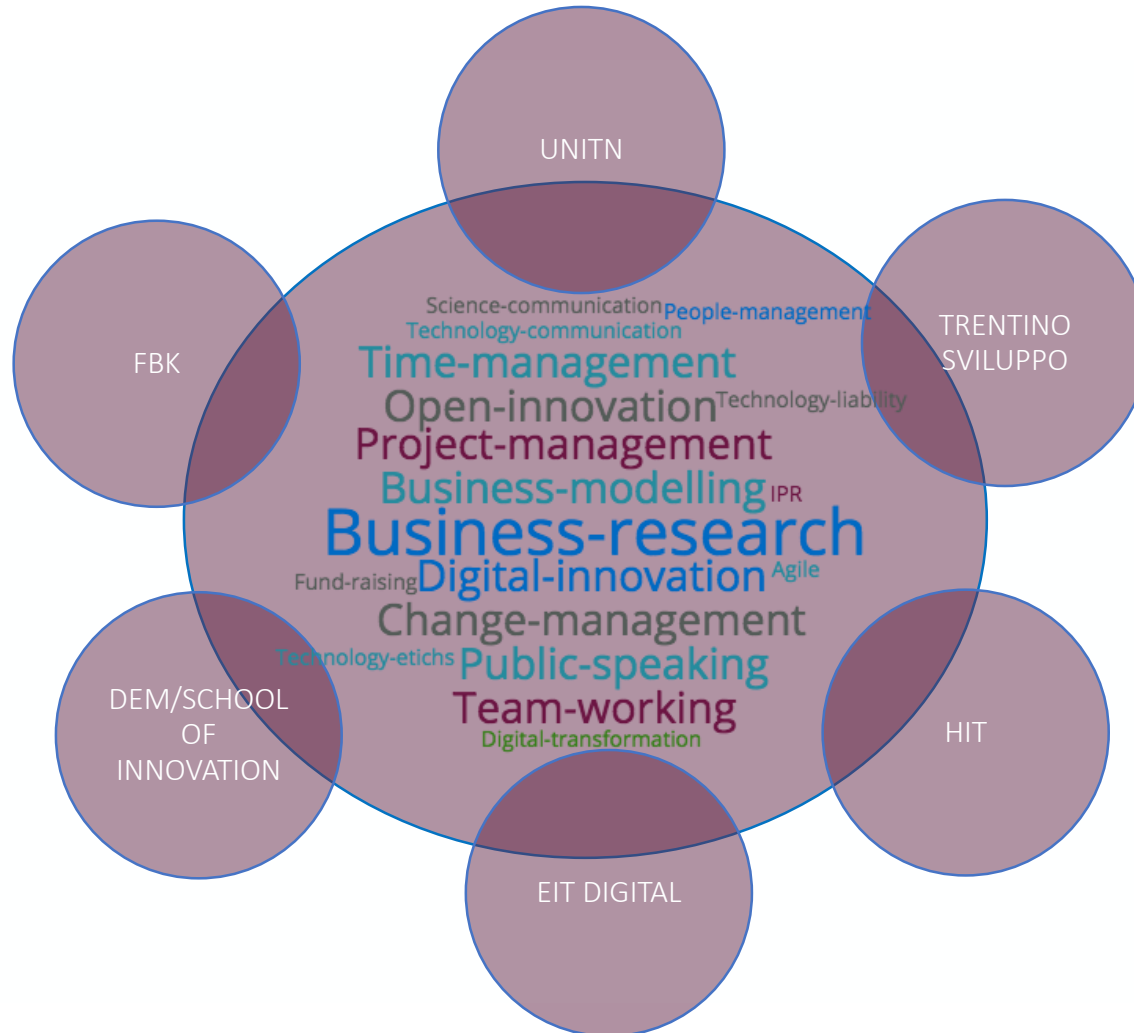 UNITN
Science-communication
People-management
Technology-communication
TRENTINO
SVILUPPO
FBK
Time-management
Open-innovation
Technology-liability
Project-management
Business-modelling
IPR
Business-research
Fund-raising
Digital-innovation
Agile
Change-management
Technology-etichs
Public-speaking
DEM/SCHOOL
OF
INNOVATION
Team-working
HIT
Digital-transformation
EIT DIGITAL